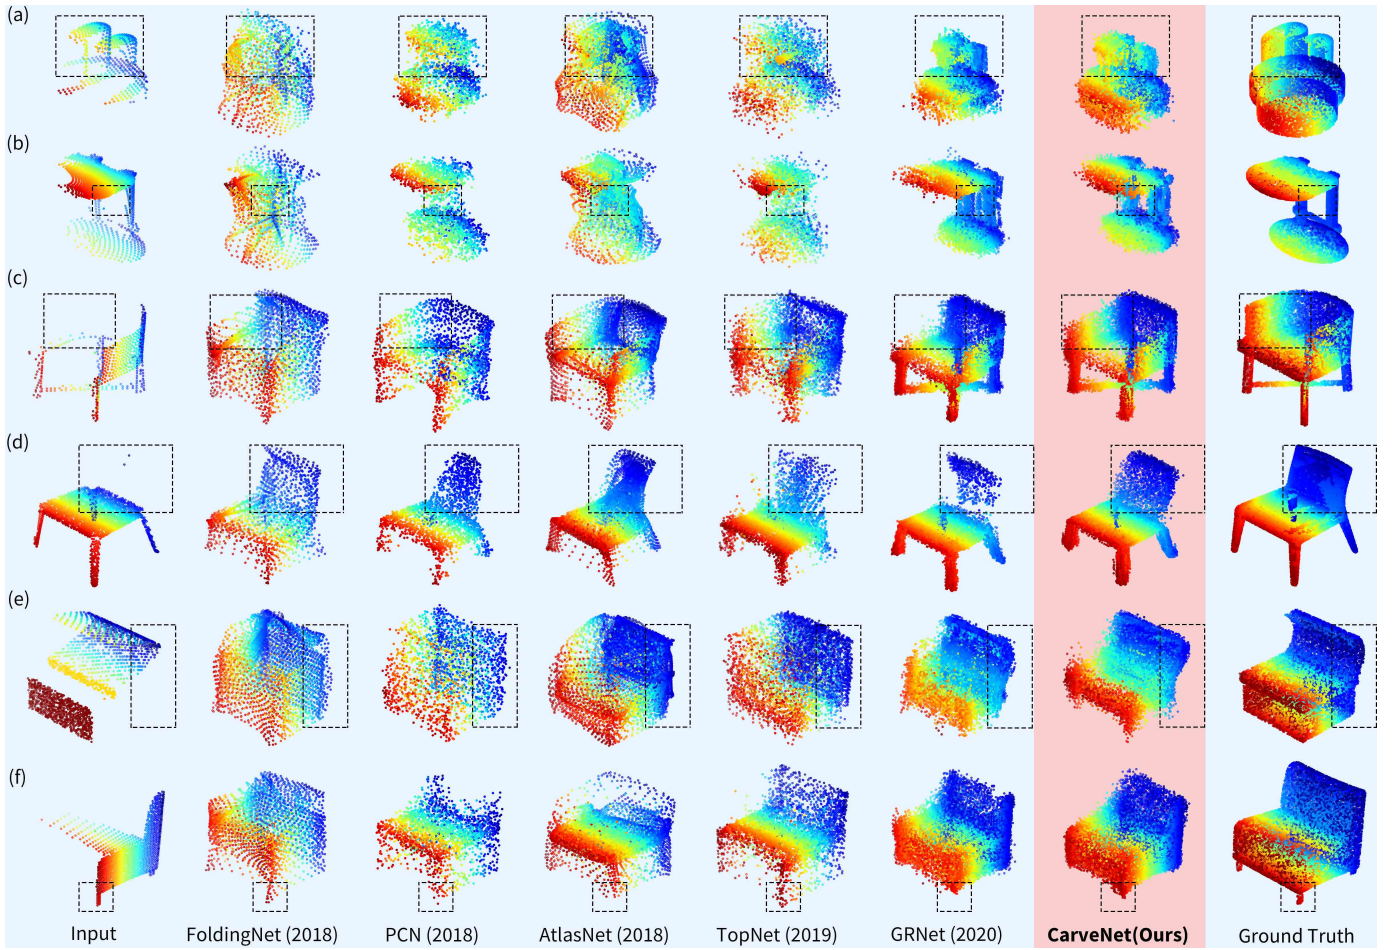 (a)
(b)
(c)
(d)
(e)
(f)
Input FoldingNet (2018) PCN (2018) AtlasNet (2018) TopNet (2019) GRNet (2020) CarveNet(Ours) Ground Truth